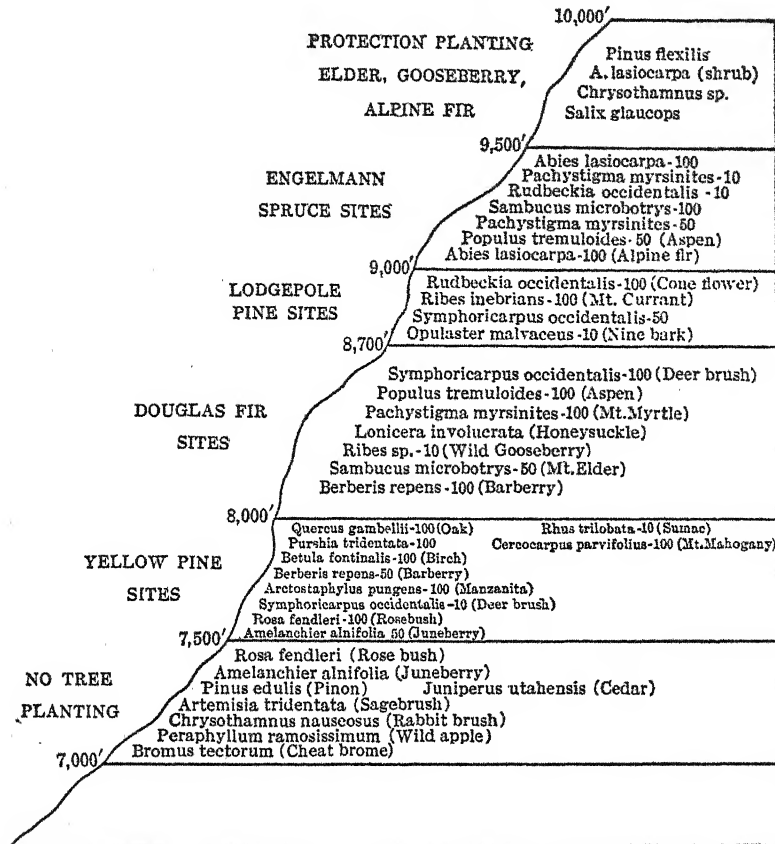 10,000'
PROTECTION PLANTING
ELDER, GOOSEBERRY,
ALPINE FIR
Pinus flexilis
A. lasiocarpa (shrub)
Chrysothamnus sp.
Salix glaucops
9,500'
ENGELMANN
SPRUCE SITES
Abies lasiocarpa-100
Pachystigma myrsinites-10
Rudbeckia occidentalis -10
Sambucus microbotrys-100
Pachystigma myrsinites-50
Populus tremuloides- 50 (Aspen)
Abies lasiocarpa-100 (Alpine fir)
9,000'
LODGEPOLE
PINE SITES
Rudbeckia occidentalis-100 (Cone flower)
Ribes inebrians-100 (Mt. Currant)
Symphoricarpus occidentalis-50
Opulaster malvaceus -10 (Nine bark)
8,700'
DOUGLAS FIR
SITES
Symphoricarpus occidentalis-100 (Deer brush)
Populus tremuloides-100 (Aspen)
Pachystigma myrsinites-100 (Mt.Myrtle)
Lonicera involucrata (Honeysuckle)
Ribes sp.-10 (Wild Gooseberry)
Sambucus microbotrys-50 (Mt.Elder)
Berberis repens-100 (Barberry)
8,000'
YELLOW PINE
SITES
Quercus gambellii-100 (Oak) Rhus trilobata-10 (Sumac)
Purshia tridentata-100 Cercocarpus parvifolius-100 (Mt.Mahogany)
Betula fontinalis-100 (Birch)
Berberis repens-50 (Barberry)
Arctostaphylus pungens-100 (Manzanita)
Symphoricarpus occidentalis-10 (Deer brush)
Rosa fendleri-100 (Rosebush)
Amelanchier alnifolia 50 (Juneberry)
7,500'
NO TREE
PLANTING
Rosa fendleri (Rose bush)
Amelanchier alnifolia (Juneberry)
Pinus edulis (Pinon) Juniperus utahensis (Cedar)
Artemisia tridentata (Sagebrush)
Chrysothamnus nauseosus (Rabbit brush)
Peraphyllum ramosissimum (Wild apple)
Bromus tectorum (Cheat brome)
7,000'